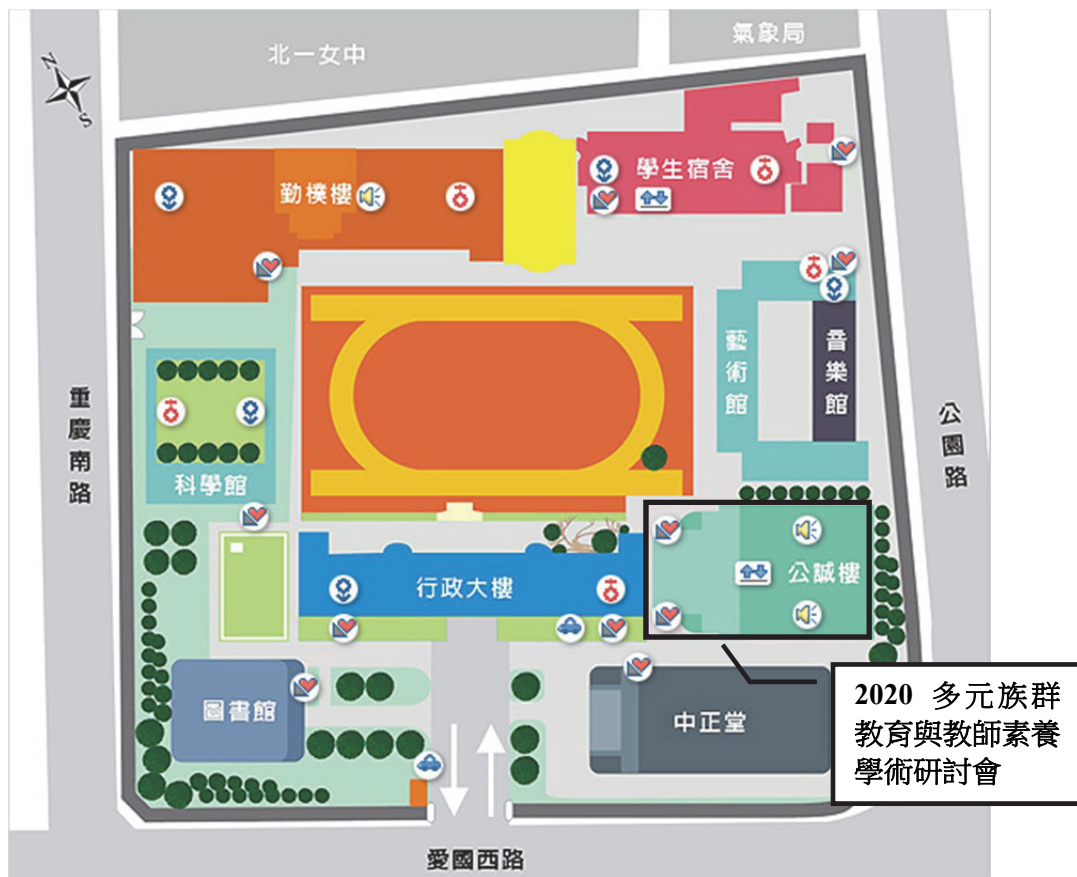 北一女中
氣象局
N
S
勤樸樓
學生宿舍
藝術館
音樂館
重慶南路
公園路
科學館
行政大樓
公誠樓
圖書館
中正堂
2020 多元族群
教育與教師素養
學術研討會
愛國西路